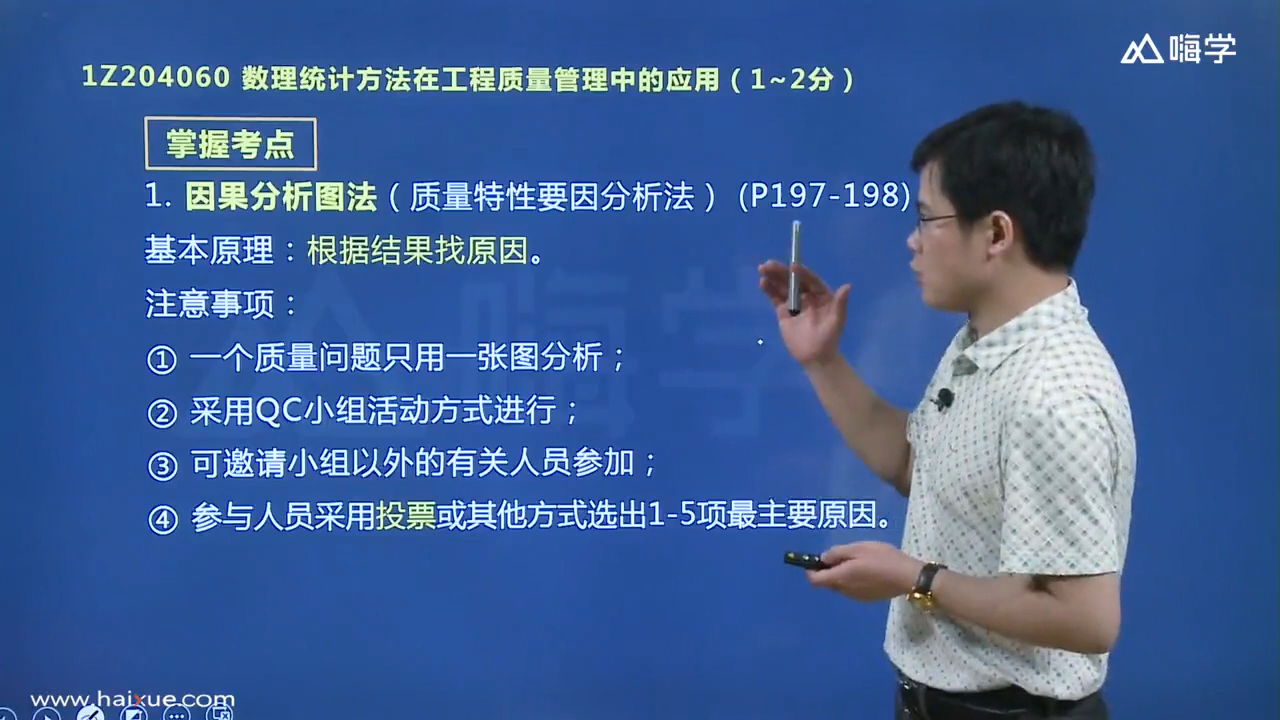 嗨学
1Z204060 数理统计方法在工程质量管理中的应用（1~2分）
掌握考点
1. 因果分析图法（质量特性要因分析法）(P197-198)
基本原理：根据结果找原因。
注意事项：
① 一个质量问题只用一张图分析；
② 采用QC小组活动方式进行；
③ 可邀请小组以外的有关人员参加；
④ 参与人员采用投票或其他方式选出1-5项最主要原因。
嗨学
www.haixue.com